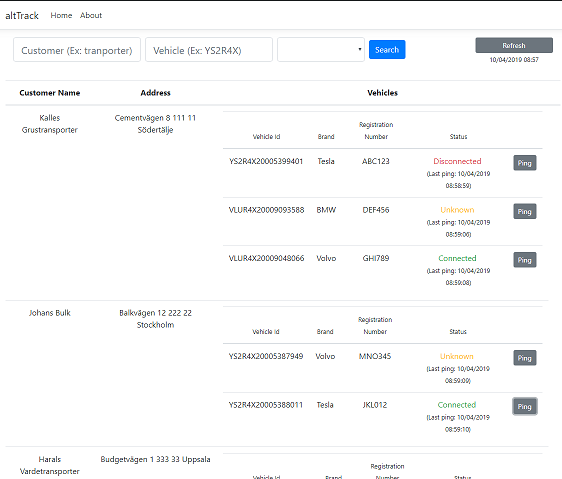 altTrack Home About
Customer (Ex: tranporter) Vehicle (Ex: YS2R4X) Search Refresh
10/04/2019 08:57
Customer Name Address Vehicles
Kalles Grustransporter Cementvägen 8 111 11 Södertälje
Vehicle Id Brand Registration Number Status
YS2R4X20005399401 Tesla ABC123 Disconnected Ping
(Last ping: 10/04/2019
08:58:59)
VLUR4X20009093588 BMW DEF456 Unknown Ping
(Last ping: 10/04/2019
08:59:06)
VLUR4X20009048066 Volvo GHI789 Connected Ping
(Last ping: 10/04/2019
08:59:08)
Johans Bulk Balkvägen 12 222 22 Stockholm
Vehicle Id Brand Registration Number Status
YS2R4X20005387949 Volvo MNO345 Unknown Ping
(Last ping: 10/04/2019
08:59:09)
YS2R4X20005388011 Tesla JKL012 Connected Ping
(Last ping: 10/04/2019
08:59:10)
Harals Vardetransporter Budgetvägen 1 333 33 Uppsala
Vehicle Id Brand Registration Number Status